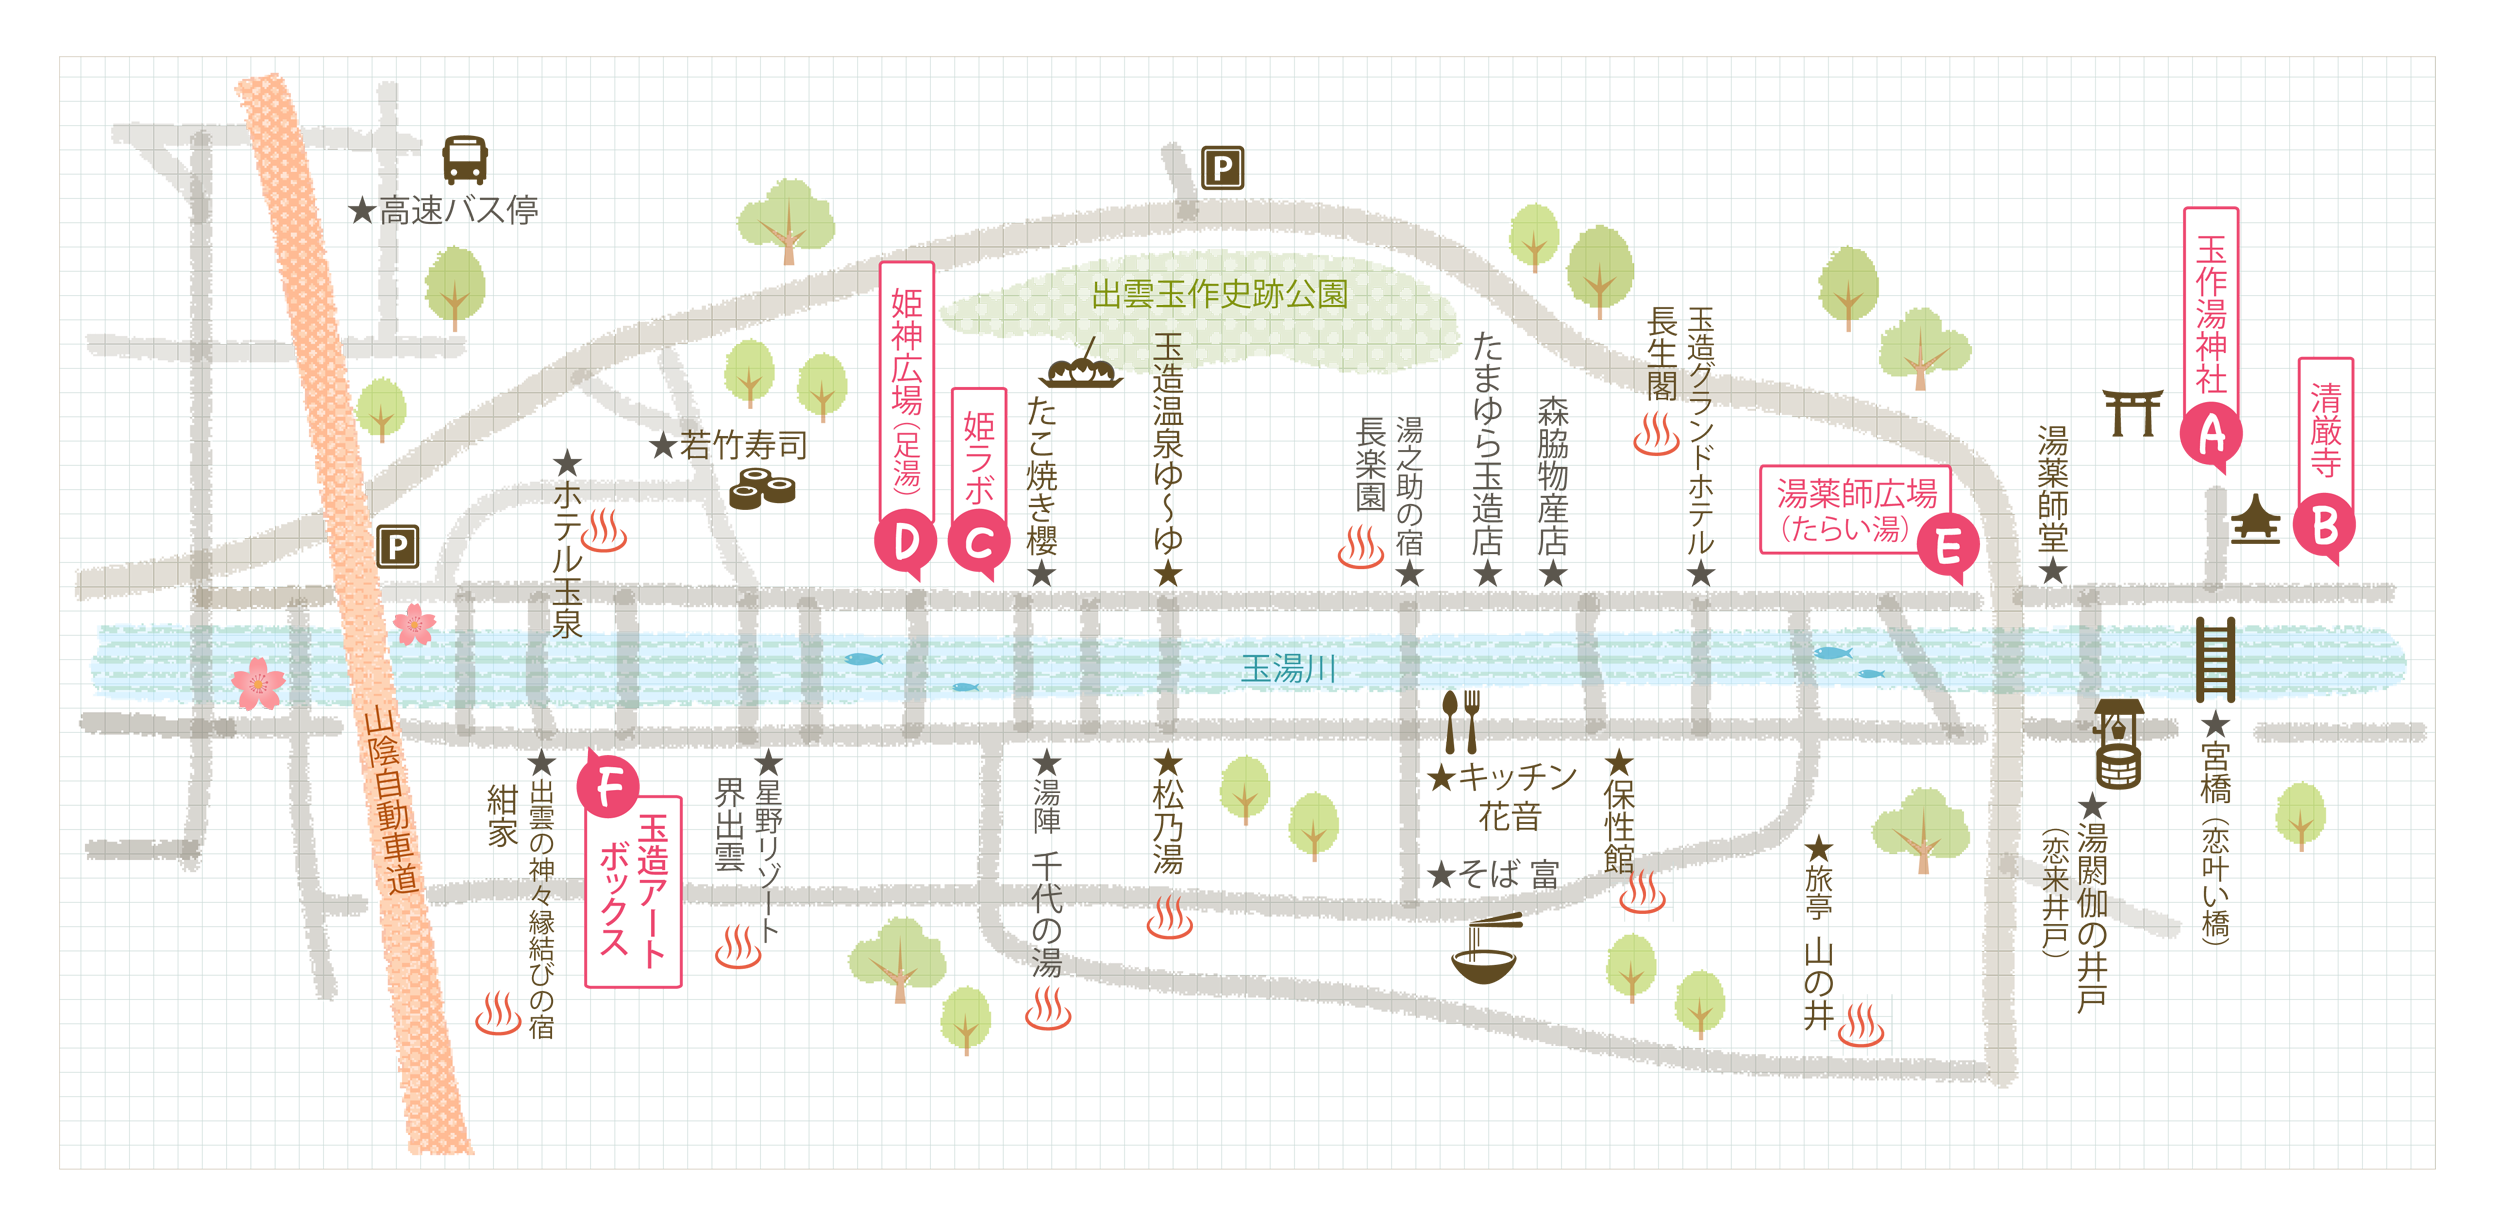 ★高速バス停
P
P
★ホテル玉泉
★若竹寿司
姫神広場（足湯）
D
姫ラボ
C
たこ焼き櫻★
出雲玉作史跡公園
玉造温泉ゆ〜ゆ★
湯之助の宿★
長楽園
たまゆら玉造店★
森脇物産店★
玉造グランドホテル★
長生閣
湯薬師広場
（たらい湯）
E
湯薬師堂★
玉作湯神社
A
清厳寺
B
玉湯川
山陰自動車道
★出雲の神々縁結びの宿
紺家
F
玉造アート
ボックス
★星野リゾート
界出雲
★湯陣 千代の湯
★松乃湯
★キッチン
花音
★そば 富
★保性館
★旅亭 山の井
★湯閼伽の井戸
（恋来井戸）
★宮橋（恋叶い橋）